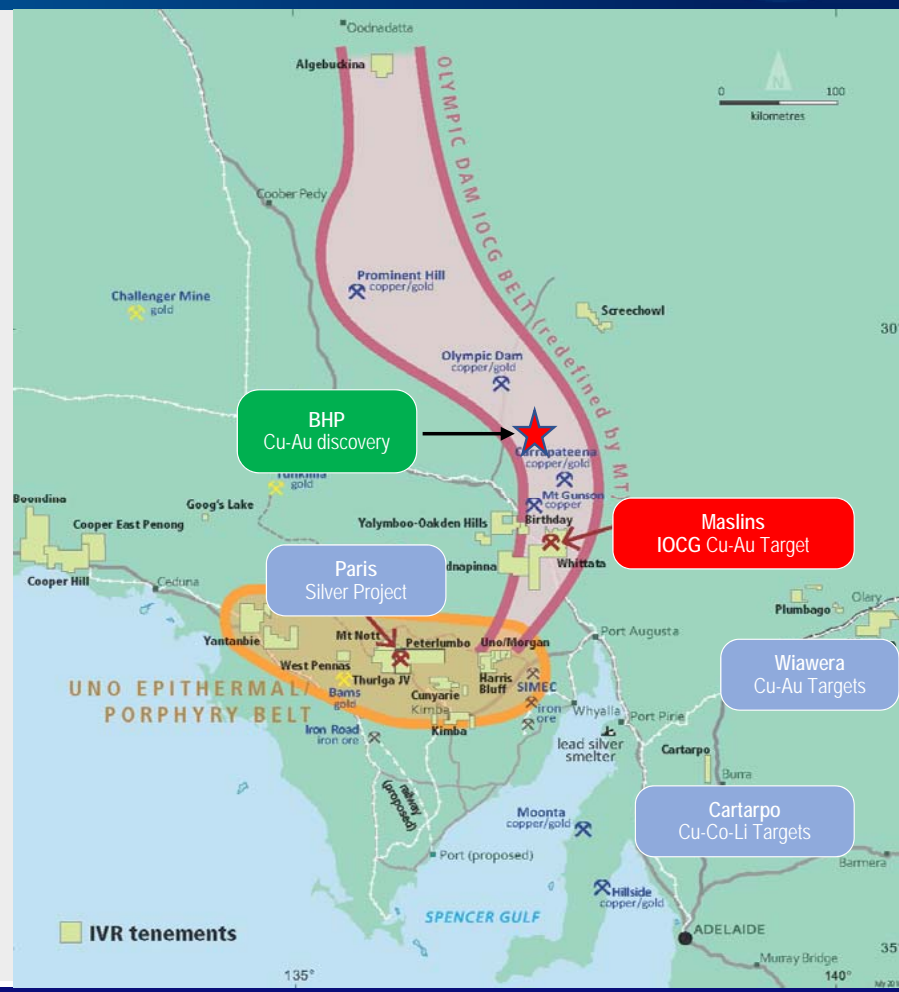 Oodnadatta
Algebuckina
OLYMPIC DAM IOCG BELT (redefined by MT)
N
0 100
kilometres
Coober Pedy
Prominent Hill
copper/gold
Challenger Mine
gold
Screechowl
30°
Olympic Dam
copper/gold
BHP
Cu-Au discovery
Carrapateena
copper/gold
Tunkillia
gold
Mt Gunson
copper
Boondina
Goog's Lake
Cooper East Penong
Yalymboo-Oakden Hills
Birthday
Maslins
IOCG Cu-Au Target
Cooper Hill
Ceduna
Whittata
Paris
Silver Project
Plumbago
Olary
Yantanbie
Mt Nott
Peterlumbo
Uno/Morgan
Port Augusta
West Pennas
Thurlga JV
Harris
Bluff
SIMEC
Wiawera
Cu-Au Targets
UNO EPITHERMAL/
PORPHYRY BELT
Bams
gold
Cunyarie
Kimba
Kimba
iron
ore
Whyalla
Port Pirie
Iron Road
iron ore
lead silver
smelter
Cartarpo
Burra
railway
(proposed)
Moonta
copper/gold
Cartarpo
Cu-Co-Li Targets
Port (proposed)
Barmera
Hillside
copper/gold
SPENCER GULF
IVR tenements
ADELAIDE
35°
Murray Bridge
135°
140°